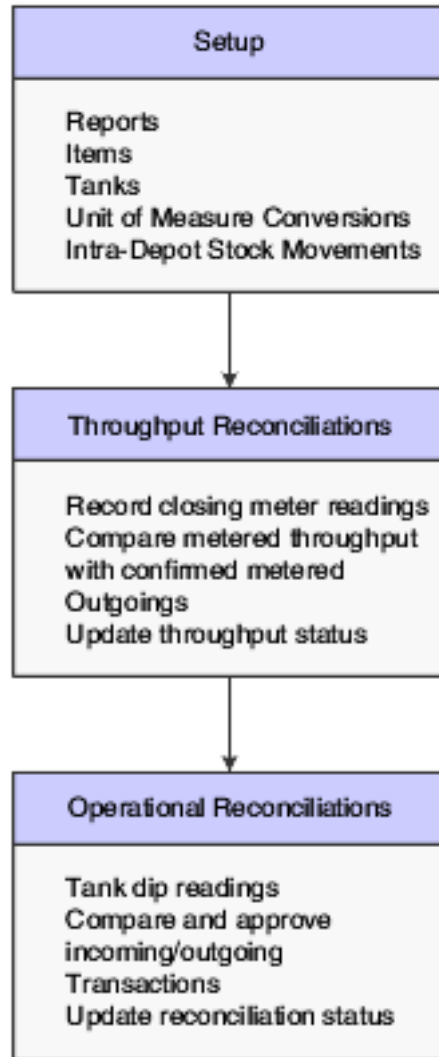 Setup
Reports
Items
Tanks
Unit of Measure Conversions
Intra-Depot Stock Movements
Throughput Reconciliations
Record closing meter readings
Compare metered throughput
with confirmed metered
Outgoings
Update throughput status
Operational Reconciliations
Tank dip readings
Compare and approve
incoming/outgoing
Transactions
Update reconciliation status